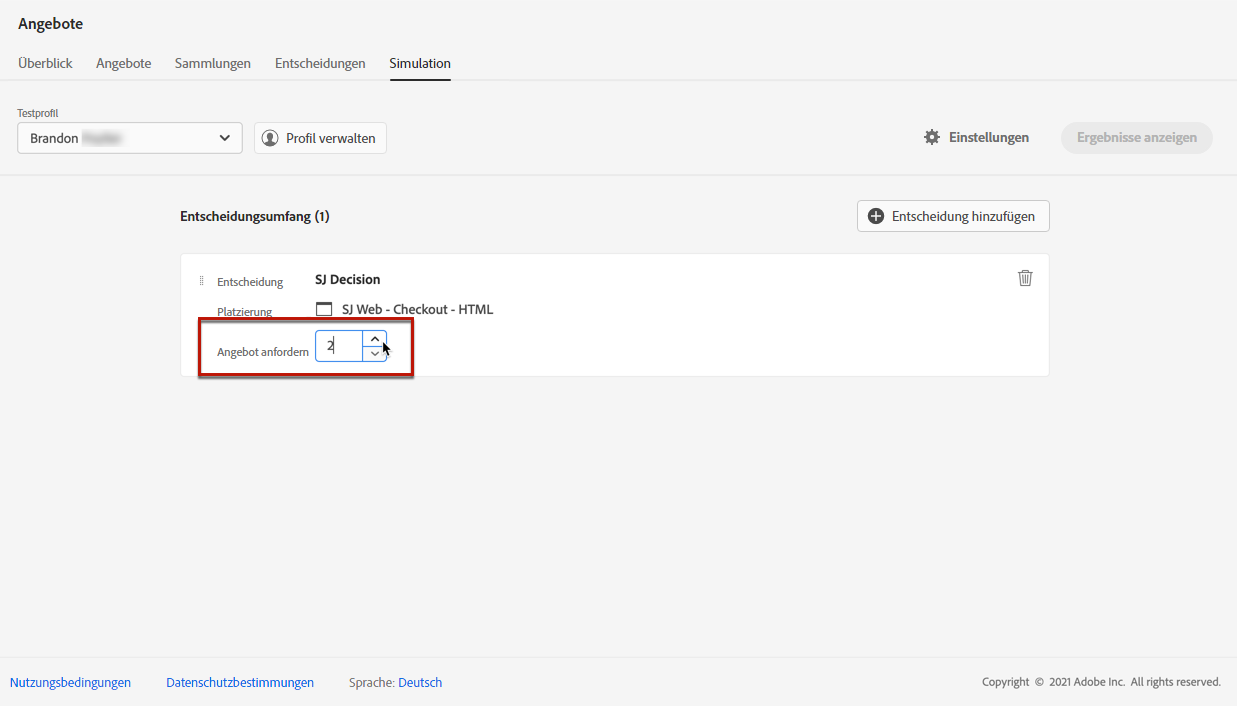 Angebote
Überblick Angebote Sammlungen Entscheidungen Simulation
Testprofil
Brandon
Profil verwalten
Einstellungen
Ergebnisse anzeigen
Entscheidungsumfang (1)
Entscheidung hinzufügen
Entscheidung SJ Decision
Platzierung SJ Web - Checkout - HTML
Angebot anfordern 2
Nutzungsbedingungen Datenschutzbestimmungen Sprache: Deutsch Copyright © 2021 Adobe Inc. All rights reserved.